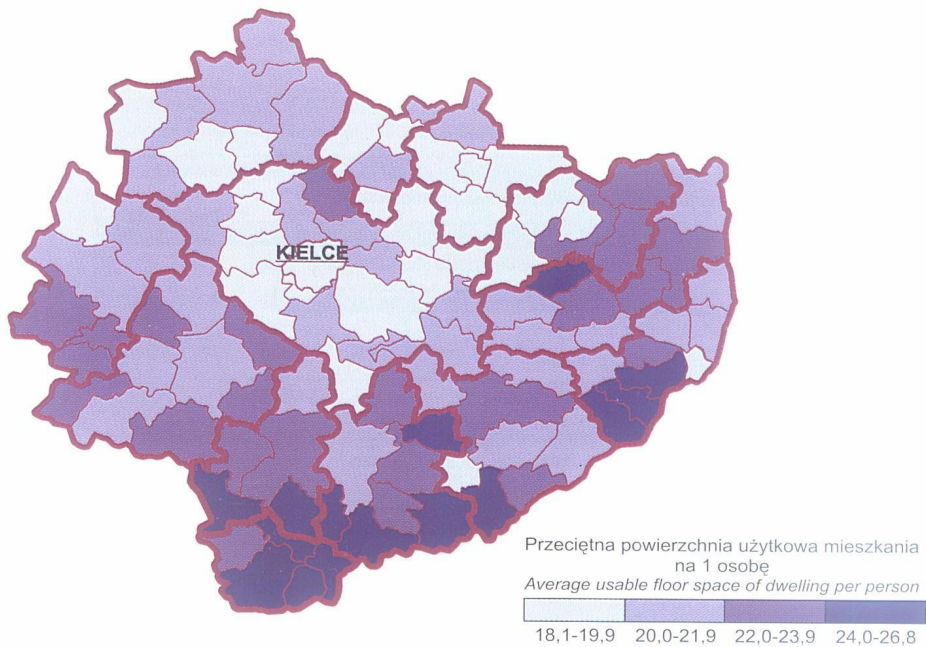 KIELCE
Przeciętna powierzchnia użytkowa mieszkania
na 1 osobę
Average usable floor space of dwelling per person
18,1-19,9 20,0-21,9 22,0-23,9 24,0-26,8